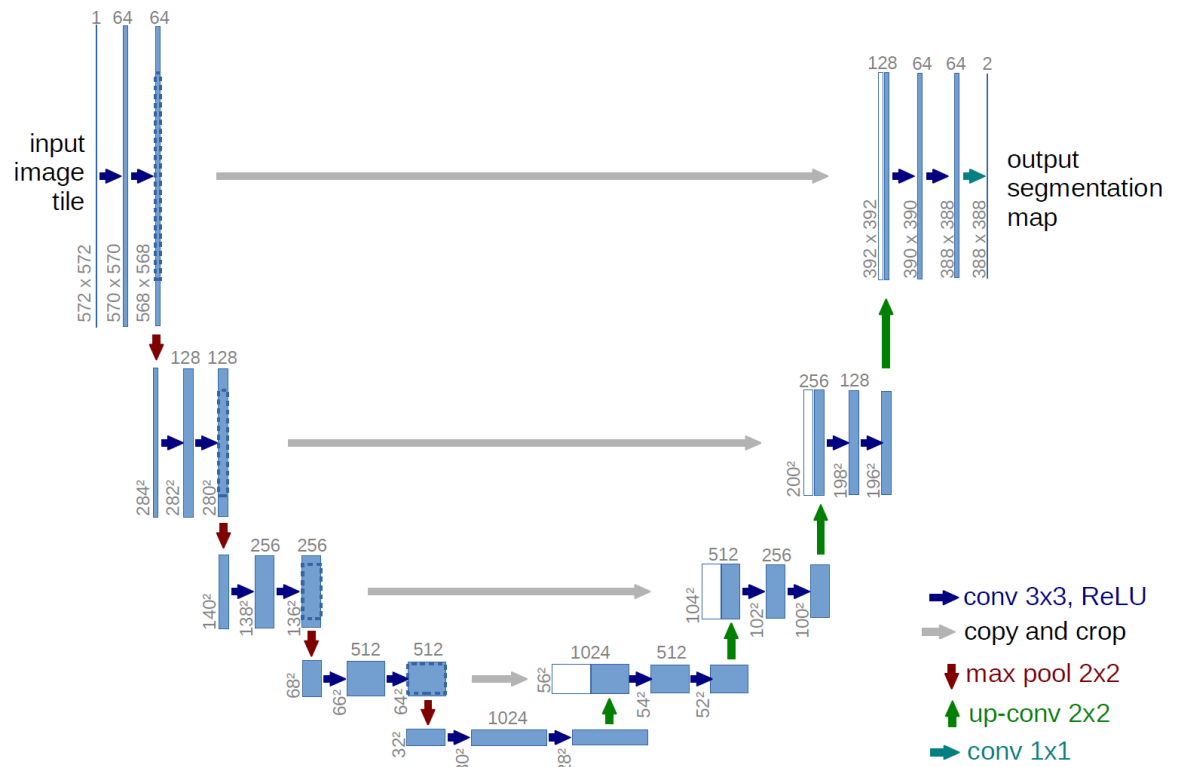 1 64 64
128 64 64 2
input
image
tile
output
segmentation
map
572 x 572
570 x 570
568 x 568
392 x 392
390 x 390
388 x 388
388 x 388
128 128
256 128
284²
282²
280²
200²
198²
196²
256 256
512 256
140²
138²
136²
104²
102²
100²
512 512
1024 512
68²
66²
64²
56²
54²
52²
1024
32²
conv 3x3, ReLU
copy and crop
max pool 2x2
up-conv 2x2
conv 1x1